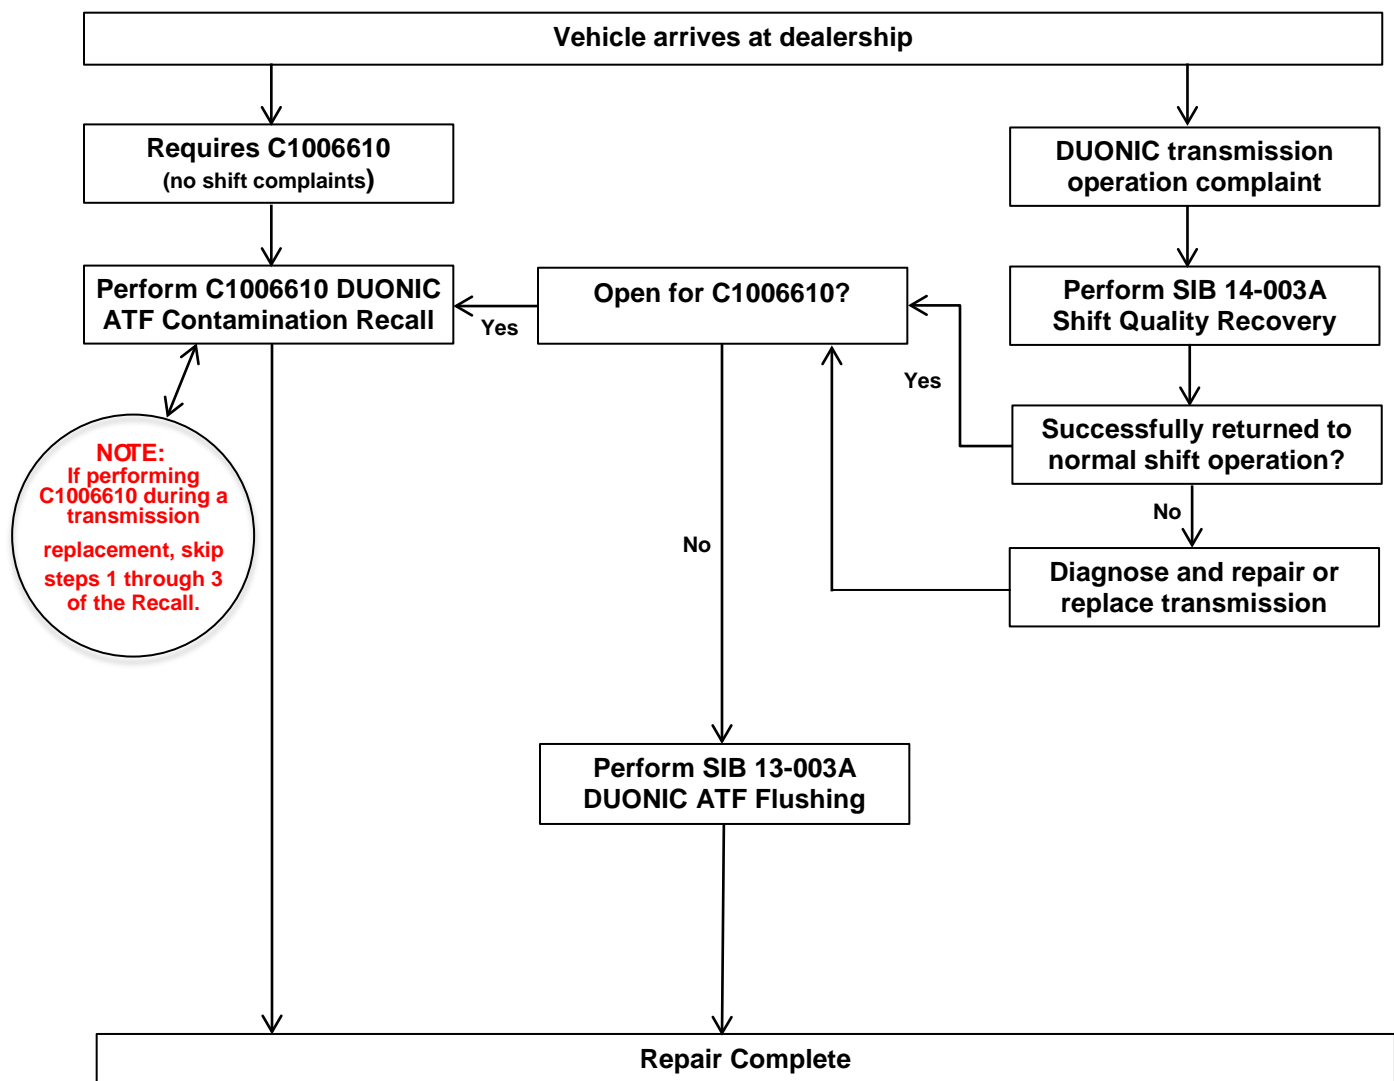 Vehicle arrives at dealership
Requires C1006610
(no shift complaints)
DUONIC transmission
operation complaint
Perform C1006610 DUONIC
ATF Contamination Recall
Yes
Open for C1006610?
Perform SIB 14-003A
Shift Quality Recovery
Yes
Successfully returned to
normal shift operation?
NOTE:
If performing
C1006610 during a
transmission
replacement, skip
steps 1 through 3
of the Recall.
No
No
Diagnose and repair or
replace transmission
Perform SIB 13-003A
DUONIC ATF Flushing
Repair Complete